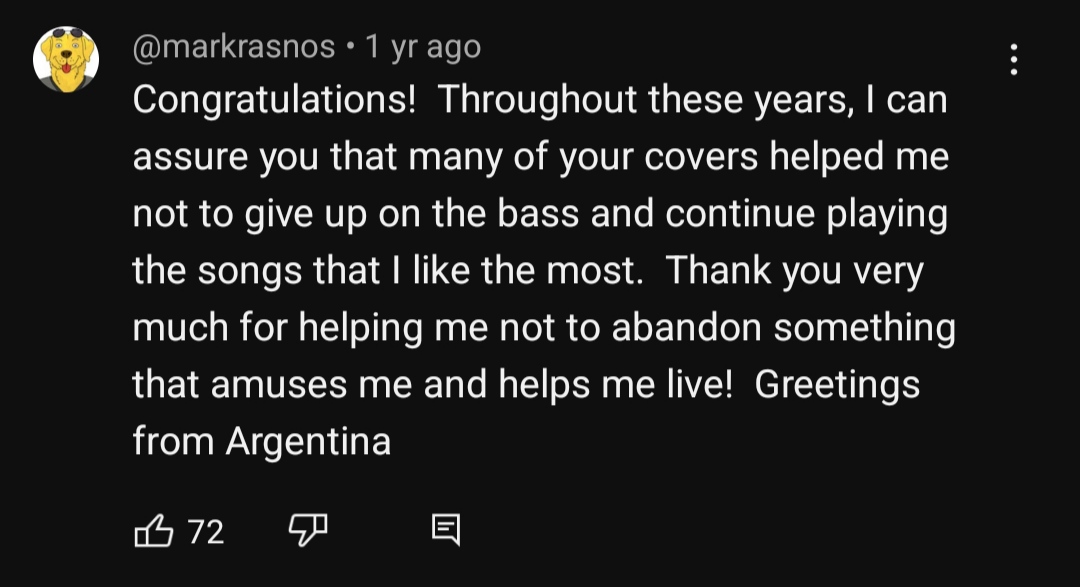 @markrasnos • 1 yr ago
Congratulations!  Throughout these years, I can
assure you that many of your covers helped me
not to give up on the bass and continue playing
the songs that I like the most.  Thank you very
much for helping me not to abandon something
that amuses me and helps me live!  Greetings
from Argentina
72